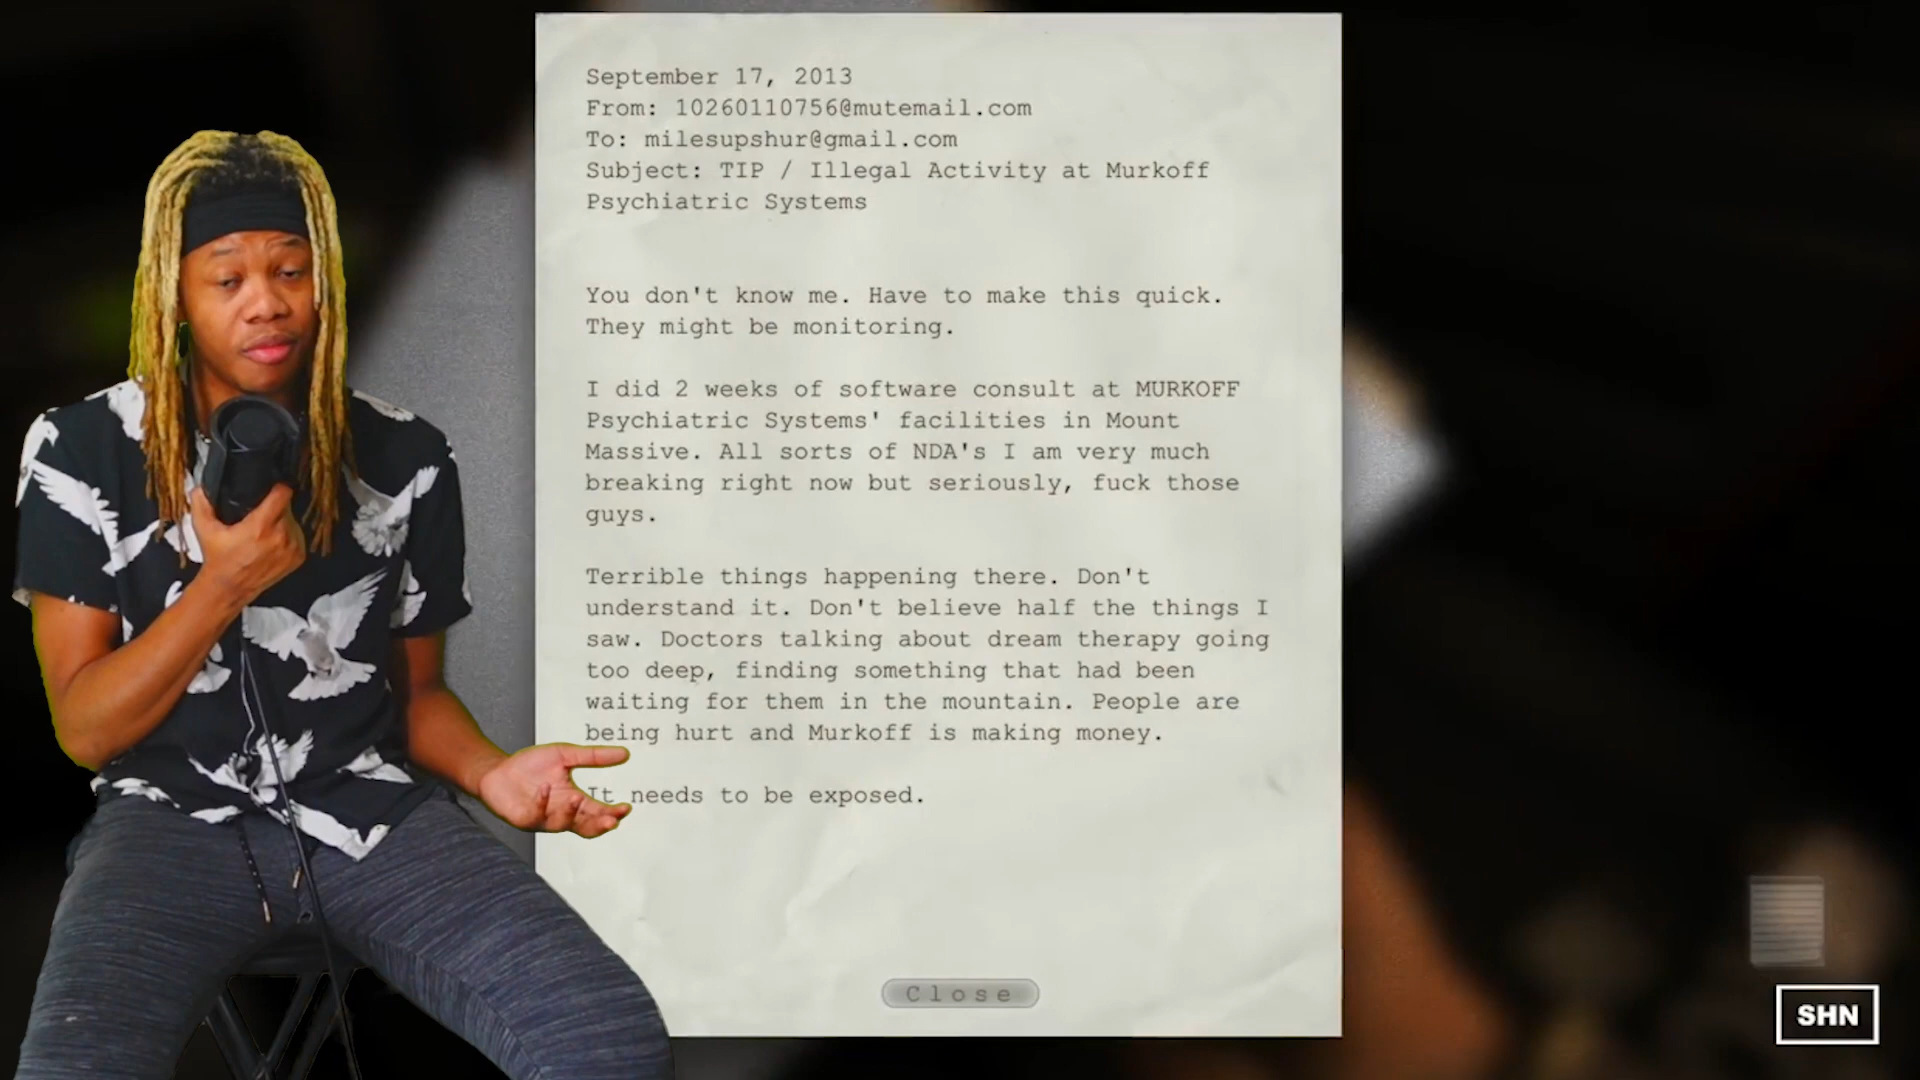 September 17, 2013
From: 10260110756@mutemail.com
To: milesupshur@gmail.com
Subject: TIP / Illegal Activity at Murkoff
Psychiatric Systems
You don't know me. Have to make this quick.
They might be monitoring.
I did 2 weeks of software consult at MURKOFF
Psychiatric Systems' facilities in Mount
Massive. All sorts of NDA's I am very much
breaking right now but seriously, fuck those
guys.
Terrible things happening there. Don't
understand it. Don't believe half the things I
saw. Doctors talking about dream therapy going
too deep, finding something that had been
waiting for them in the mountain. People are
being hurt and Murkoff is making money.
It needs to be exposed.
Close
SHN